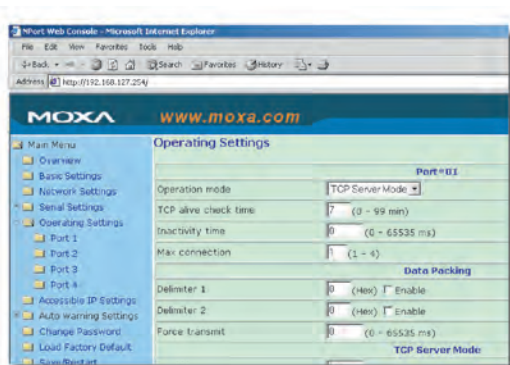 NPort Web Console - Microsoft Internet Explorer
File Edit View Favorites Tools Help
Back Search Favorites History
Address http://192.168.127.254/
MOXA www.moxa.com
Main Menu
Overview
Basic Settings
Network Settings
Serial Settings
Operating Settings
Port 1
Port 2
Port 3
Port 4
Accessible IP Settings
Auto warning Settings
Change Password
Load Factory Default
Save/Restart
Operating Settings
Port=01
Operation mode TCP Server Mode
TCP alive check time 7 (0 - 99 min)
Inactivity time 0 (0 - 65535 ms)
Max connection 1 (1 - 4)
Data Packing
Delimiter 1 0 (Hex) Enable
Delimiter 2 0 (Hex) Enable
Force transmit 0 (0 - 65535 ms)
TCP Server Mode